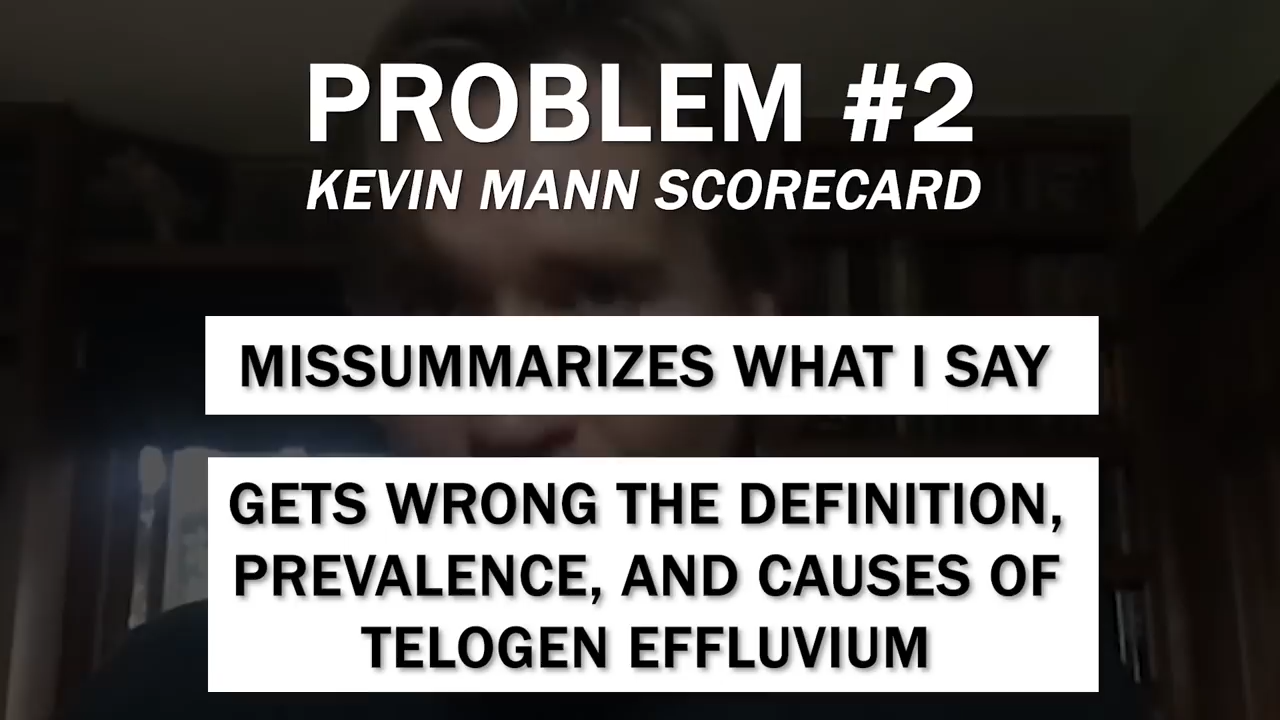 PROBLEM #2
KEVIN MANN SCORECARD
MISSUMMARIZES WHAT I SAY
GETS WRONG THE DEFINITION,
PREVALENCE, AND CAUSES OF
TELOGEN EFFLUVIUM